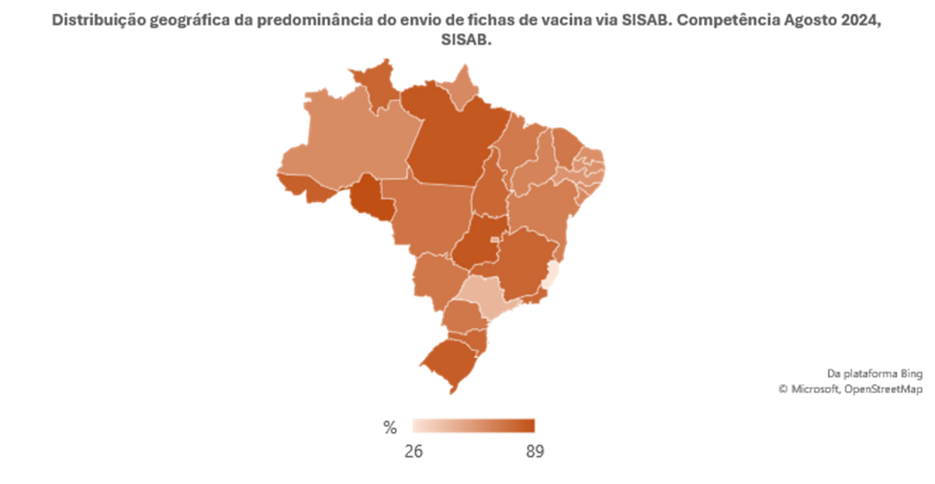 Distribuição geográfica da predominância do envio de fichas de vacina via SISAB. Competência Agosto 2024,
SISAB.
Da plataforma Bing
© Microsoft, OpenStreetMap
%
26 89